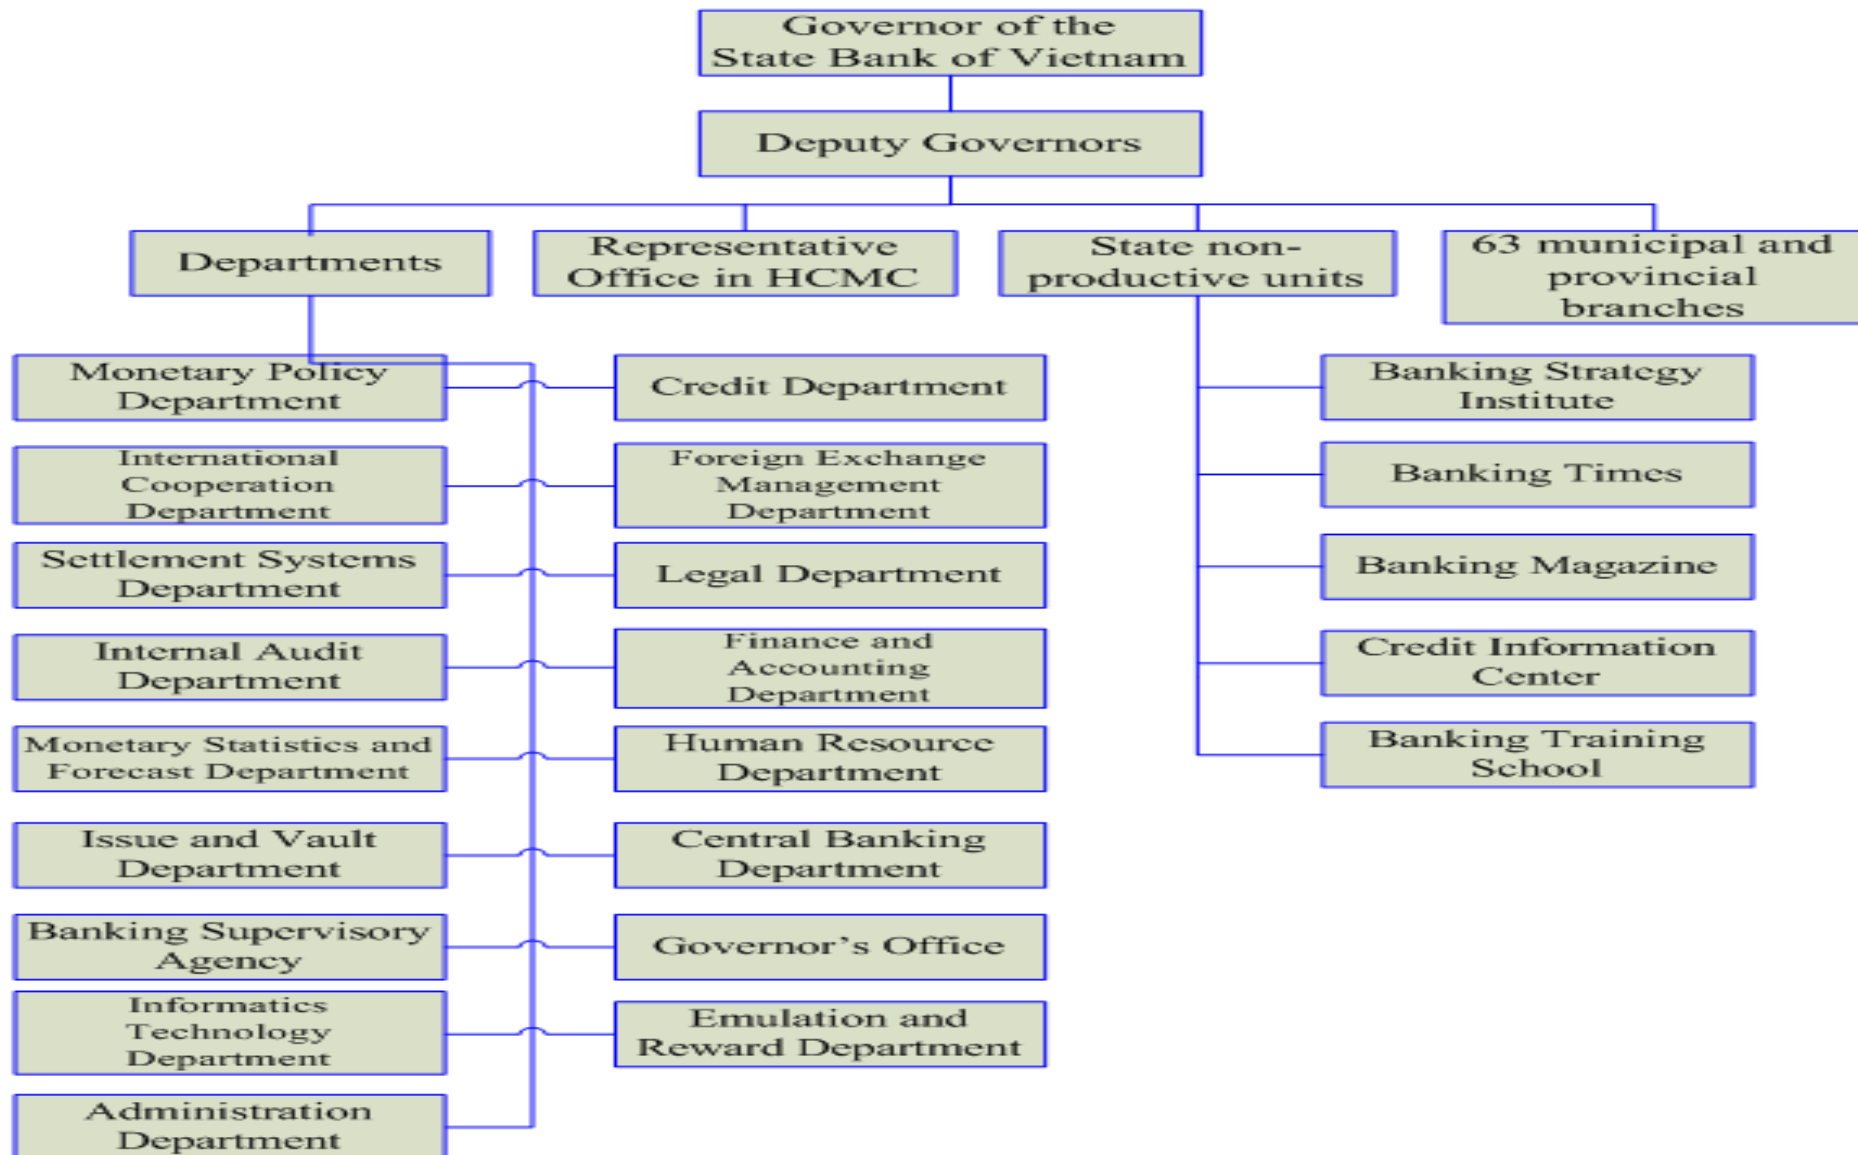 Governor of the
State Bank of Vietnam
Deputy Governors
Departments
Representative
Office in HCMC
State non-
productive units
63 municipal and
provincial
branches
Monetary Policy
Department
Credit Department
International
Cooperation
Department
Foreign Exchange
Management
Department
Settlement Systems
Department
Legal Department
Internal Audit
Department
Finance and
Accounting
Department
Monetary Statistics and
Forecast Department
Human Resource
Department
Issue and Vault
Department
Central Banking
Department
Banking Supervisory
Agency
Governor’s Office
Informatics
Technology
Department
Emulation and
Reward Department
Administration
Department
Banking Strategy
Institute
Banking Times
Banking Magazine
Credit Information
Center
Banking Training
School